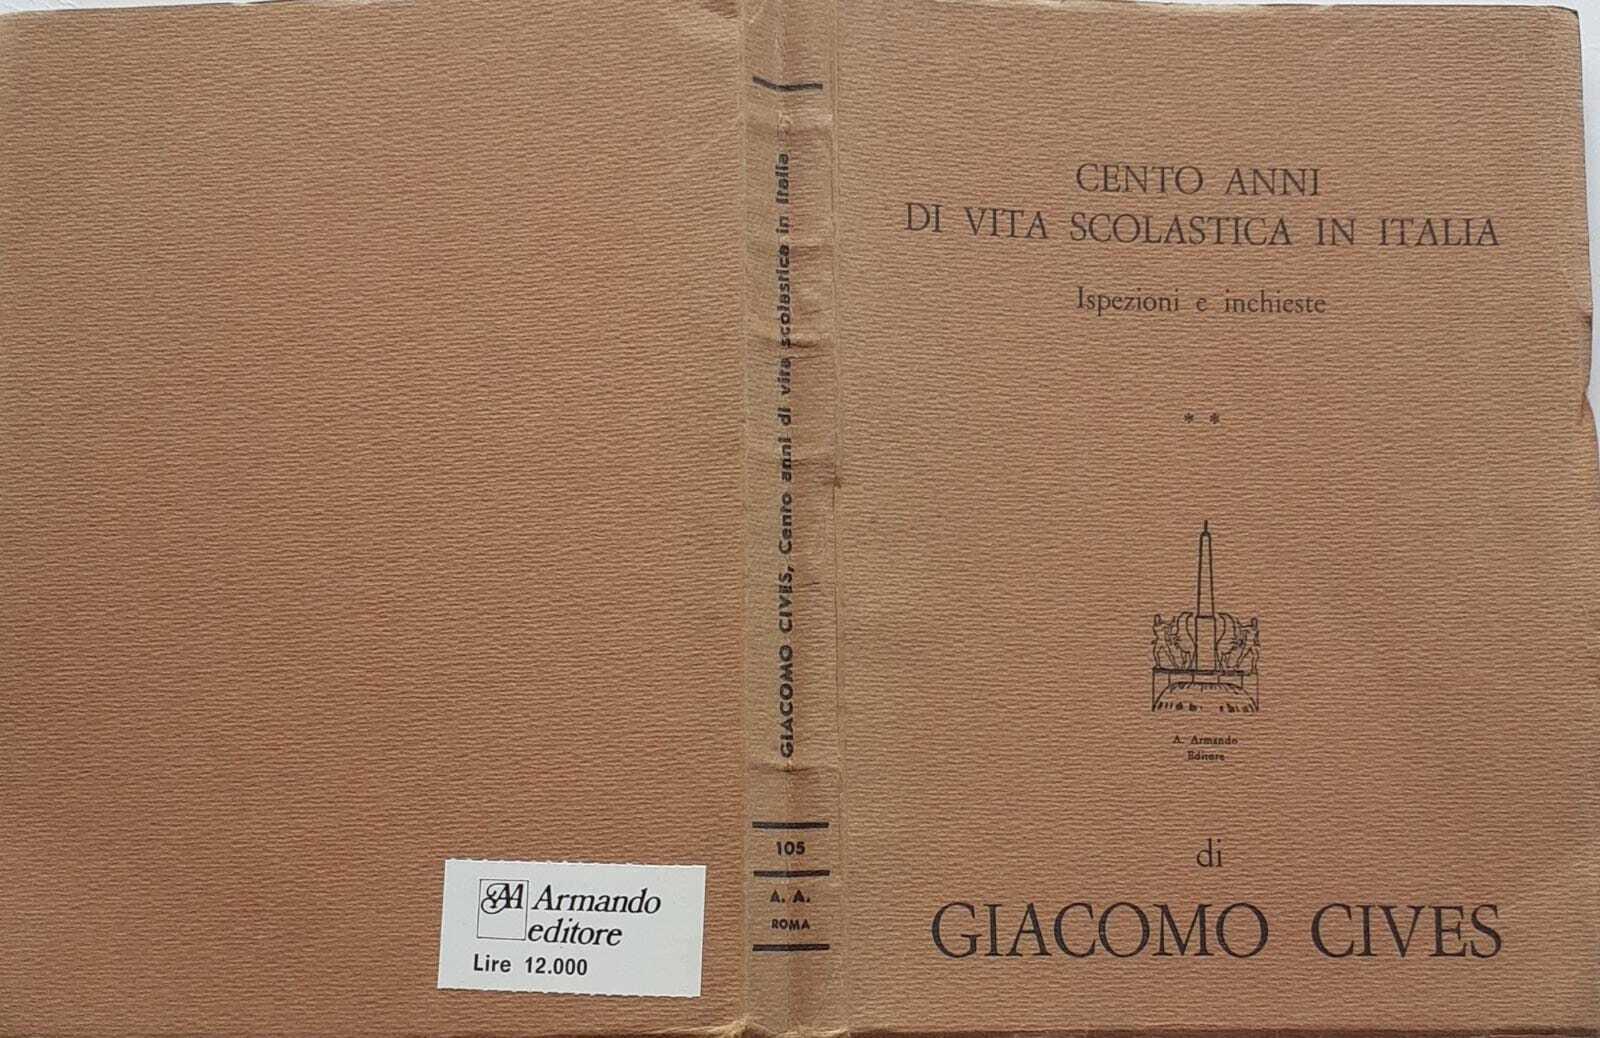 CENTO ANNI
DI VITA SCOLASTICA IN ITALIA
Ispezioni e inchieste
* *
A. Armando
Editore
di
GIACOMO CIVES
GIACOMO CIVES, Cento anni di vita scolastica in Italia
105
A. A.
ROMA
AA Armando
editore
Lire 12.000